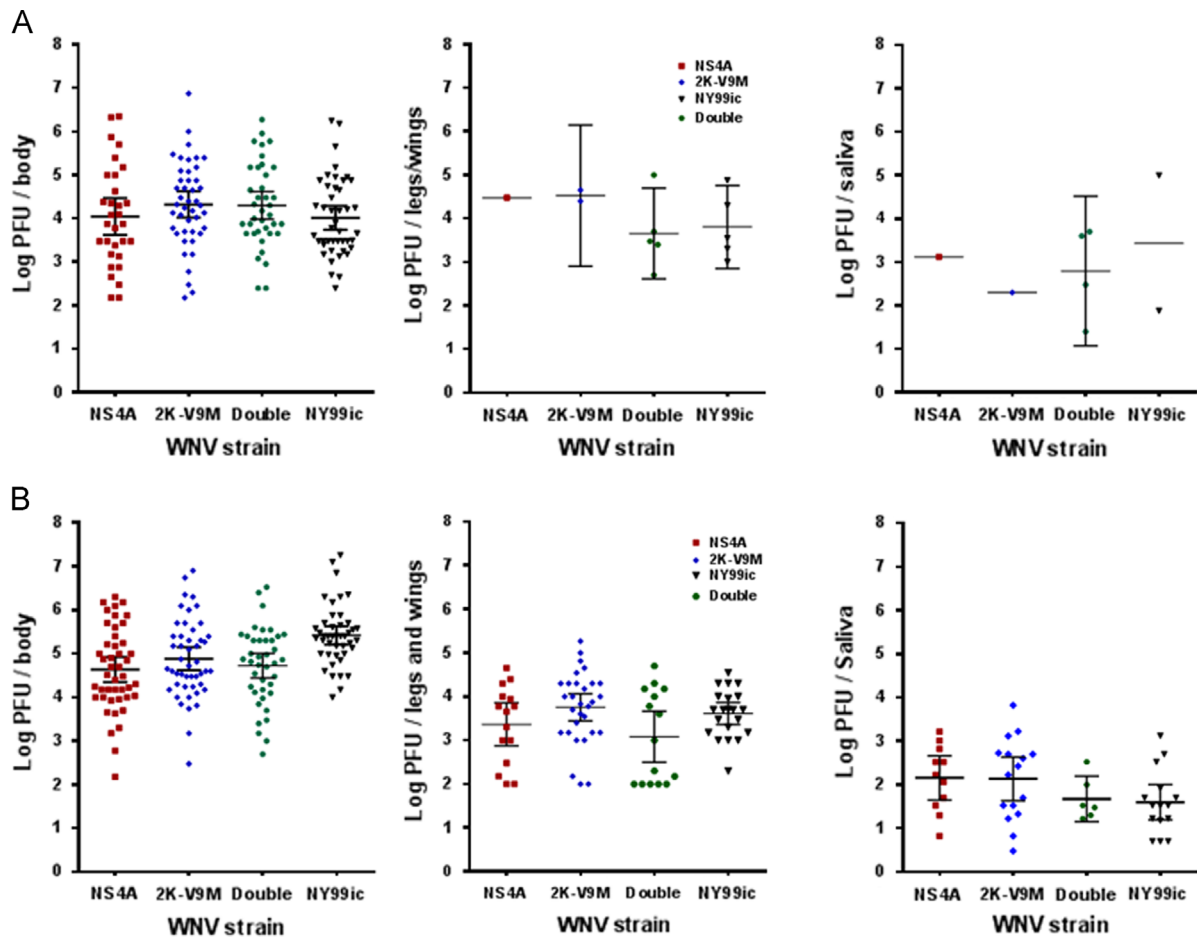 A
Log PFU / body
8
7
6
5
4
3
2
1
0
NS4A 2K-V9M Double NY99ic
WNV strain
Log PFU / legs/wings
8
7
6
5
4
3
2
1
0
NS4A
2K-V9M
NY99ic
Double
NS4A 2K-V9M Double NY99ic
WNV strain
Log PFU / saliva
8
7
6
5
4
3
2
1
0
NS4A 2K-V9M Double NY99ic
WNV strain
B
Log PFU / body
8
7
6
5
4
3
2
1
0
NS4A 2K-V9M Double NY99ic
WNV strain
Log PFU / legs and wings
8
7
6
5
4
3
2
1
0
NS4A
2K-V9M
NY99ic
Double
NS4A 2K-V9M Double NY99ic
WNV strain
Log PFU / Saliva
8
7
6
5
4
3
2
1
0
NS4A 2K-V9M Double NY99ic
WNV strain